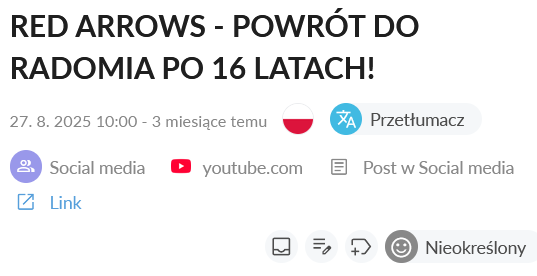 RED ARROWS - POWRÓT DO
RADOMIA PO 16 LATACH!
27. 8. 2025 10:00 - 3 miesiące temu Przetłumacz
Social media youtube.com Post w Social media
Link
Nieokreślony